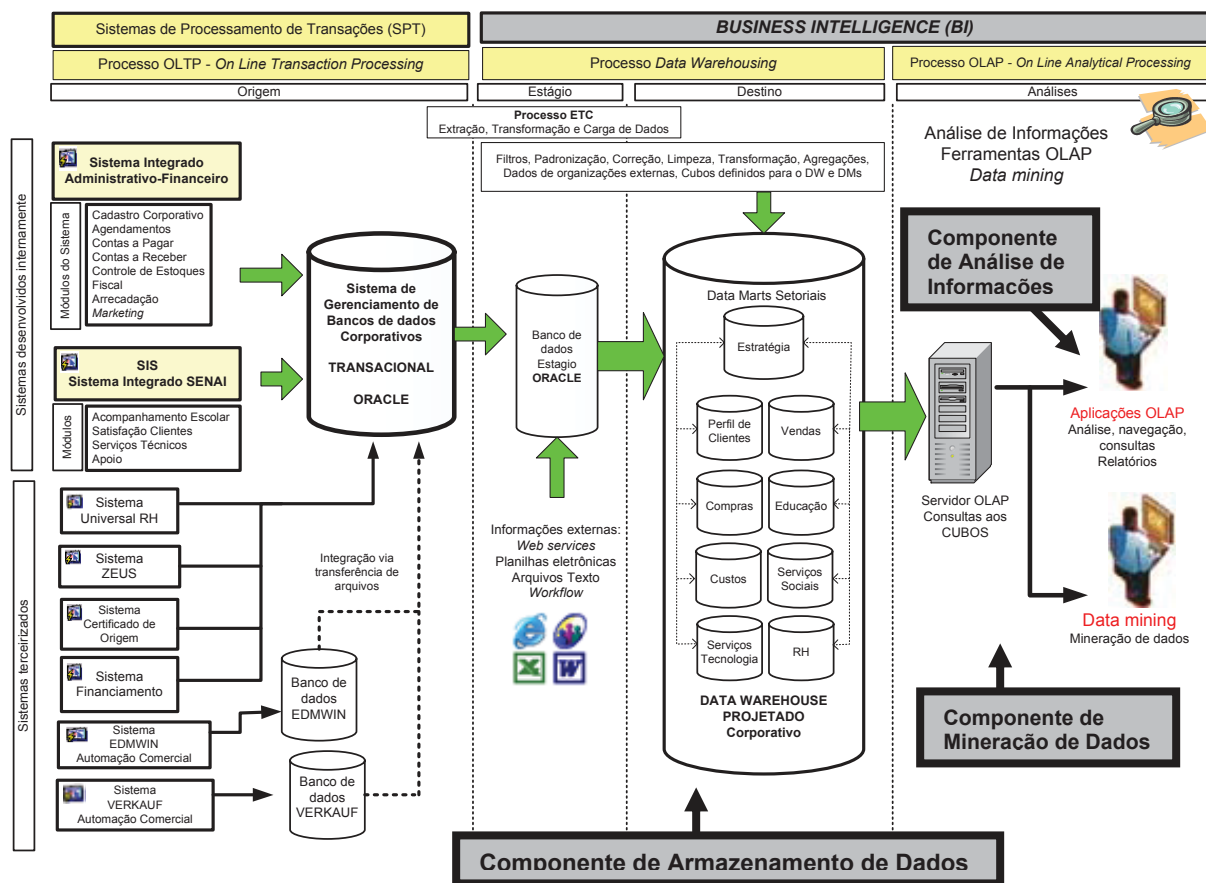 Sistemas de Processamento de Transações (SPT)
BUSINESS INTELLIGENCE (BI)
Processo OLTP - On Line Transaction Processing
Processo Data Warehousing
Processo OLAP - On Line Analytical Processing
Origem
Estágio
Destino
Análises
Processo ETC
Extração, Transformação e Carga de Dados
Filtros, Padronização, Correção, Limpeza, Transformação, Agregações,
Dados de organizações externas, Cubos definidos para o DW e DMs
Análise de Informações
Ferramentas OLAP
Data mining
Sistemas desenvolvidos internamente
Sistema Integrado
Administrativo-Financeiro
Módulos do Sistema
Cadastro Corporativo
Agendamentos
Contas a Pagar
Contas a Receber
Controle de Estoques
Fiscal
Arrecadação
Marketing
SIS
Sistema Integrado SENAI
Módulos
Acompanhamento Escolar
Satisfação Clientes
Serviços Técnicos
Apoio
Sistema de
Gerenciamento de
Bancos de dados
Corporativos
TRANSACIONAL
ORACLE
Banco de
dados
Estagio
ORACLE
Informações externas:
Web services
Planilhas eletrônicas
Arquivos Texto
Workflow
Data Marts Setoriais
Estratégia
Perfil de
Clientes
Vendas
Compras
Educação
Custos
Serviços
Sociais
Serviços
Tecnologia
RH
DATA WAREHOUSE
PROJETADO
Corporativo
Componente
de Análise de
Informacões
Servidor OLAP
Consultas aos
CUBOS
Aplicações OLAP
Análise, navegação,
consultas
Relatórios
Data mining
Mineração de dados
Componente de
Mineração de Dados
Sistemas terceirizados
Sistema
Universal RH
Sistema
ZEUS
Sistema
Certificado de
Origem
Sistema
Financiamento
Sistema
EDMWIN
Automação Comercial
Sistema
VERKAUF
Automação Comercial
Integração via
transferência de
arquivos
Banco de
dados
EDMWIN
Banco de
dados
VERKAUF
Componente de Armazenamento de Dados